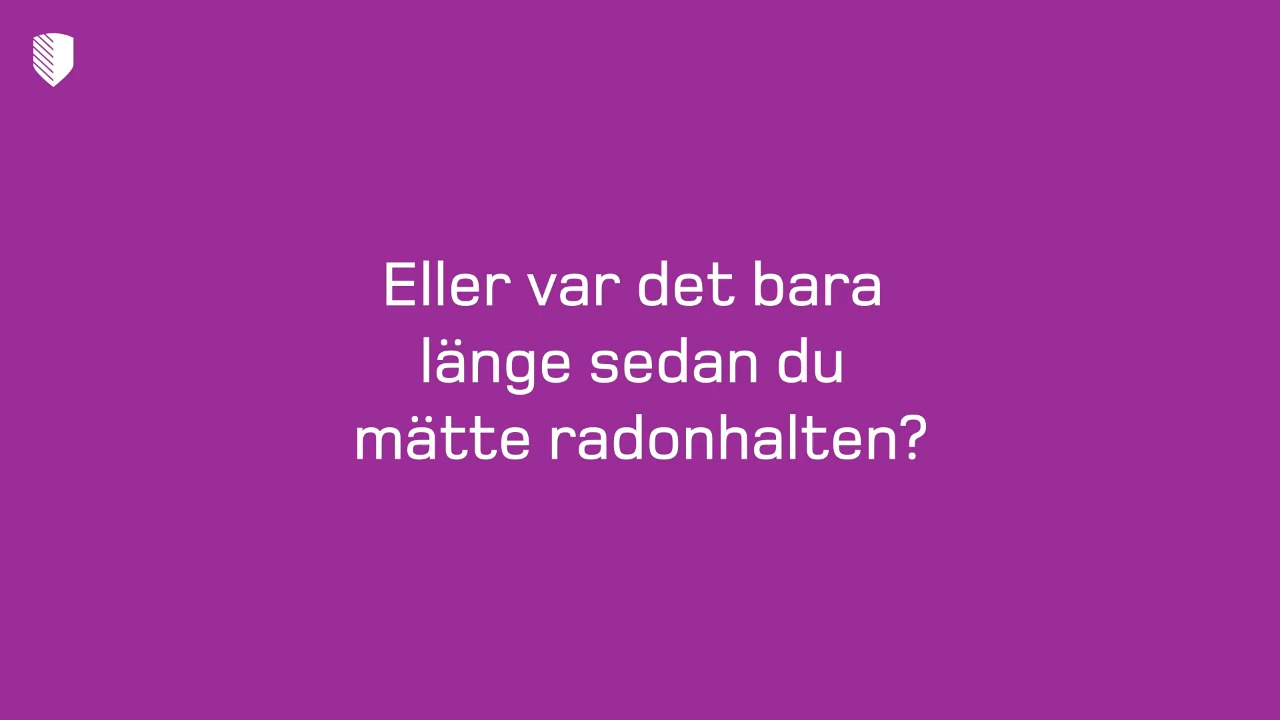 Eller var det bara
länge sedan du
mätte radonhalten?